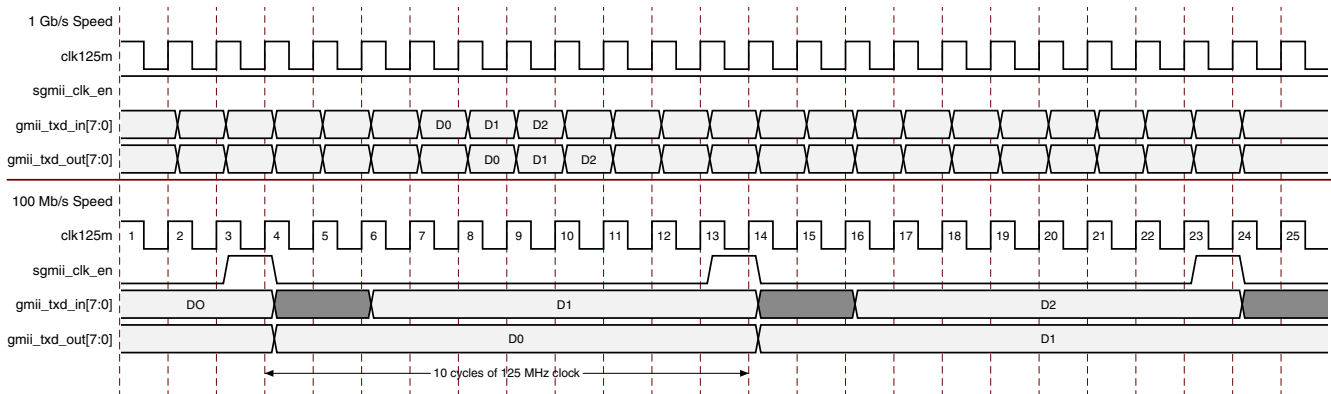 1 Gb/s Speed
clk125m
sgmii_clk_en
gmii_txd_in[7:0] D0 D1 D2
gmii_txd_out[7:0] D0 D1 D2
100 Mb/s Speed
clk125m 1 2 3 4 5 6 7 8 9 10 11 12 13 14 15 16 17 18 19 20 21 22 23 24 25
sgmii_clk_en
gmii_txd_in[7:0] DO D1 D2
gmii_txd_out[7:0] D0 D1
10 cycles of 125 MHz clock